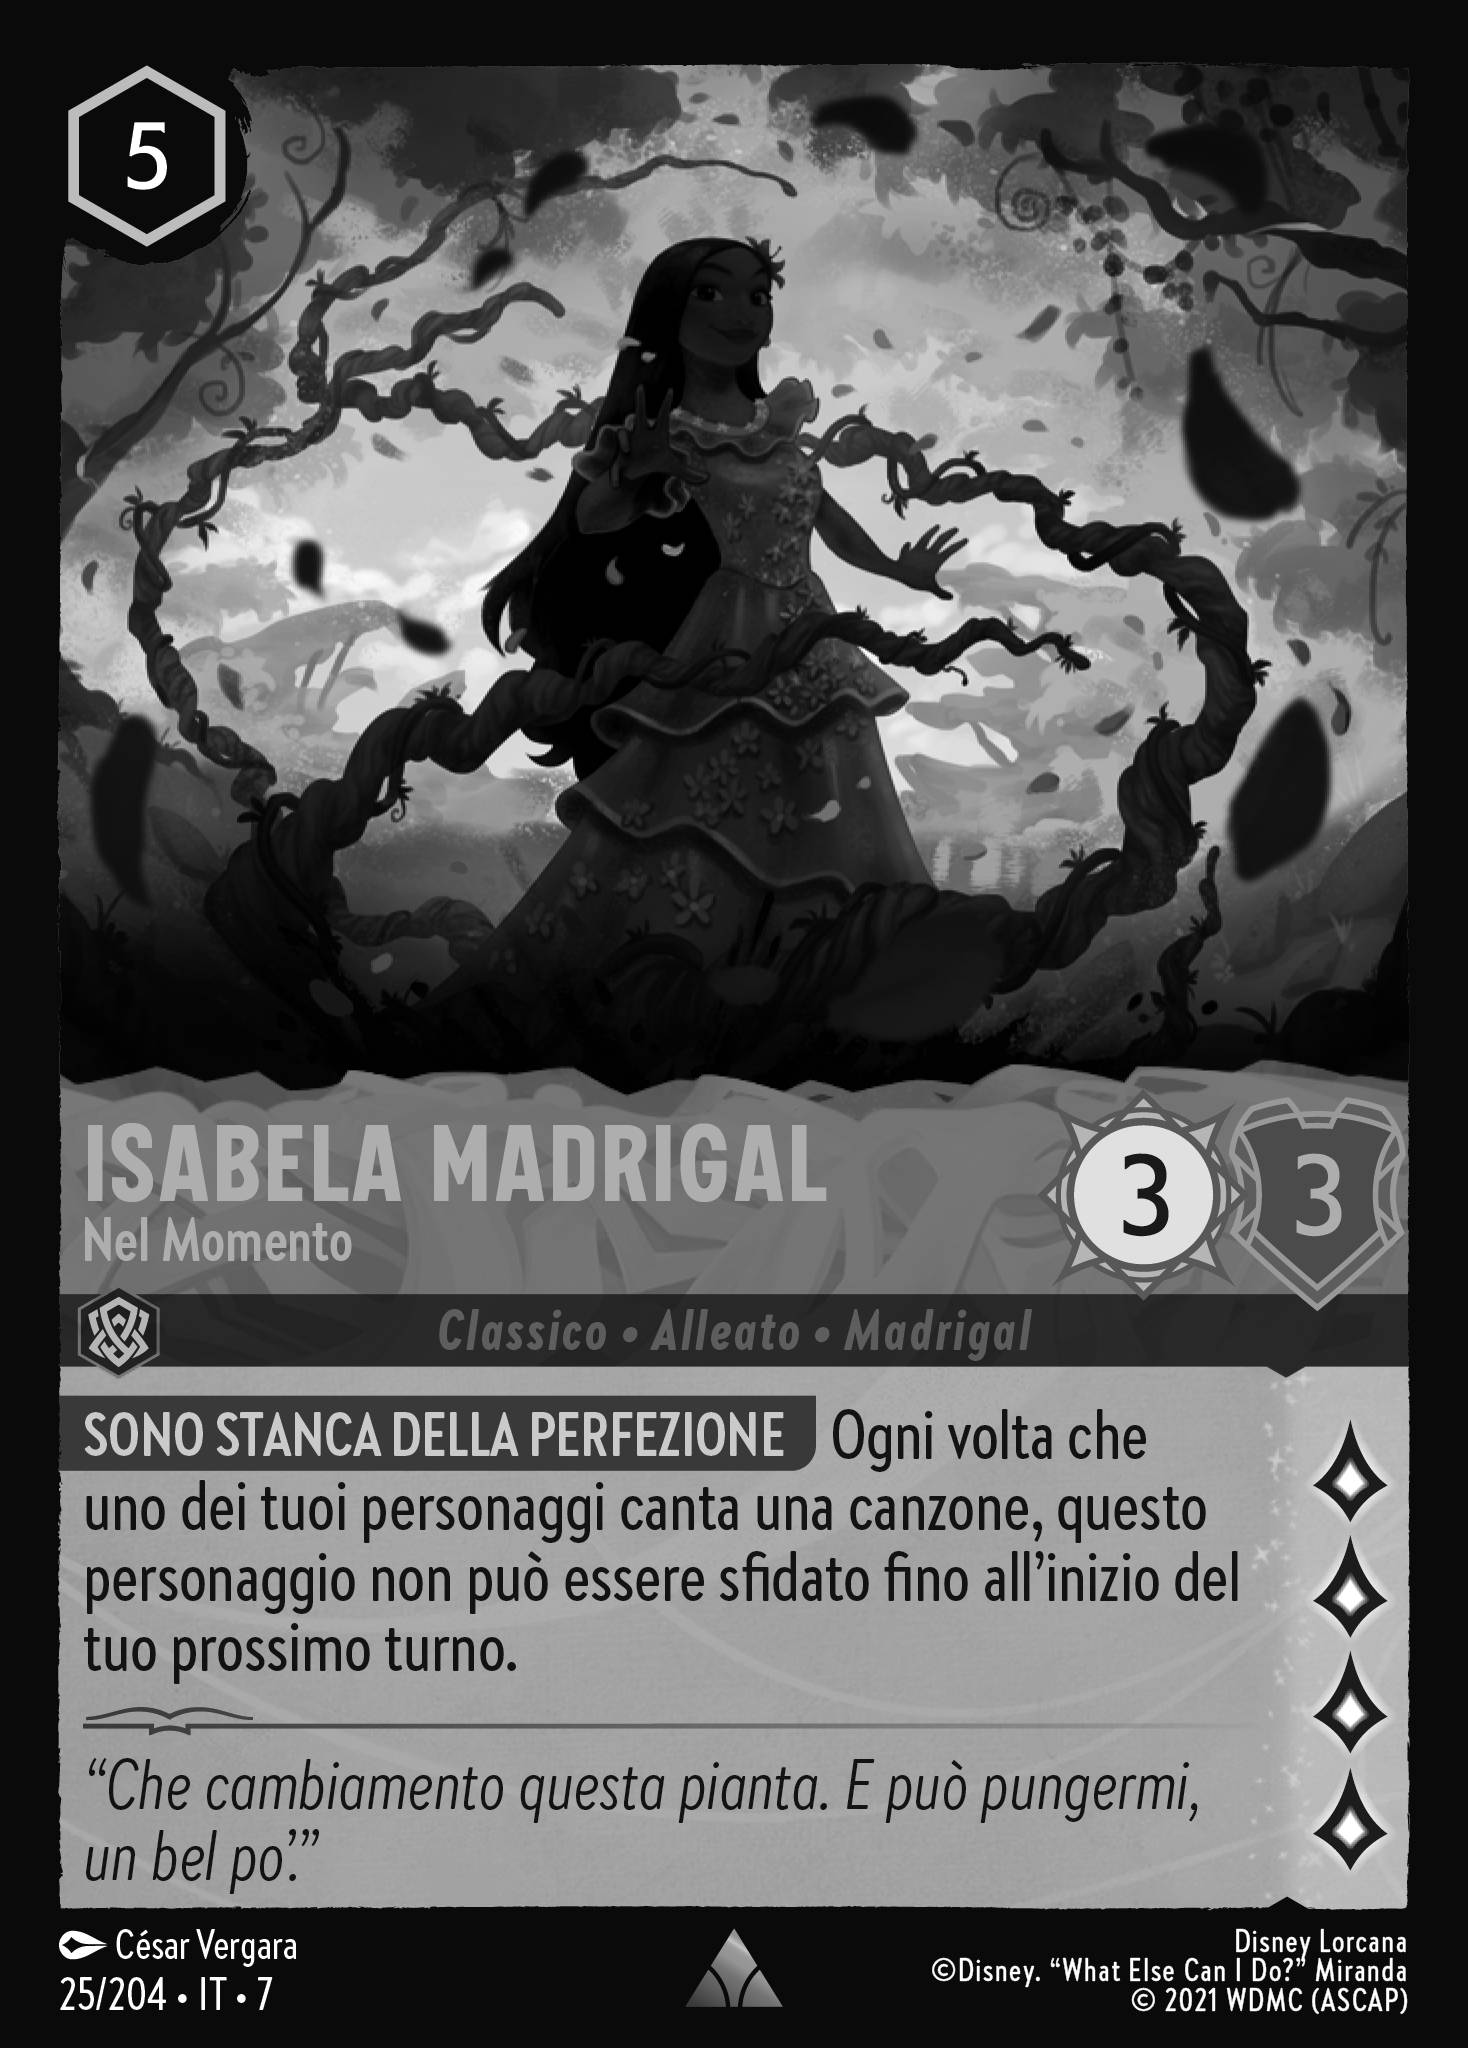 5
ISABELA MADRIGAL
Nel Momento
3
3
Classico • Alleato • Madrigal
SONO STANCA DELLA PERFEZIONE Ogni volta che
uno dei tuoi personaggi canta una canzone, questo
personaggio non può essere sfidato fino all’inizio del
tuo prossimo turno.
“Che cambiamento questa pianta. E può pungermi,
un bel po’.”
César Vergara
25/204 • IT • 7
Disney Lorcana
©Disney. “What Else Can I Do?” Miranda
© 2021 WDMC (ASCAP)